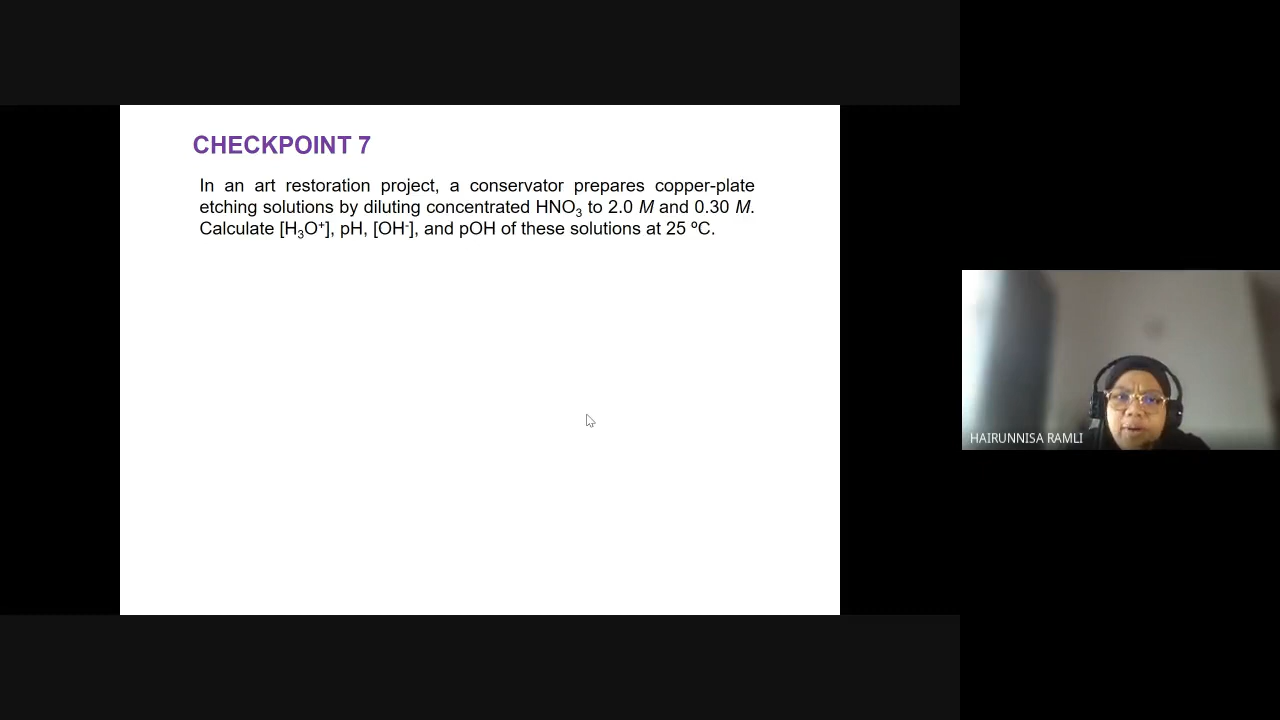 CHECKPOINT 7
In an art restoration project, a conservator prepares copper-plate
etching solutions by diluting concentrated HNO₃ to 2.0 M and 0.30 M.
Calculate [H₃O⁺], pH, [OH⁻], and pOH of these solutions at 25 ºC.
HAIRUNNISA RAMLI